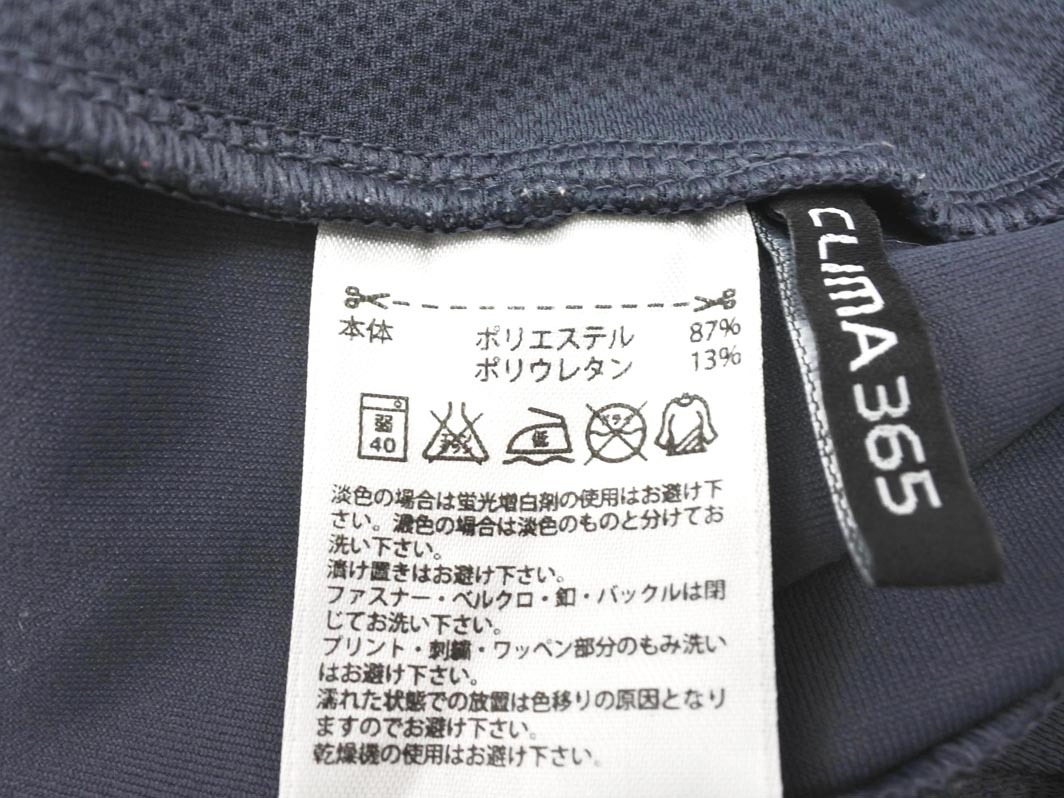 本体 ポリエステル 87%
ポリウレタン 13%
弱 40 低 ドライ
淡色の場合は蛍光増白剤の使用はお避け下
さい。濃色の場合は淡色のものと分けてお
洗い下さい。
漬け置きはお避け下さい。
ファスナー・ベルクロ・釦・バックルは閉
じてお洗い下さい。
プリント・刺繍・ワッペン部分のもみ洗い
はお避け下さい。
濡れた状態での放置は色移りの原因となり
ますのでお避け下さい。
乾燥機の使用はお避け下さい。
CLIMA365